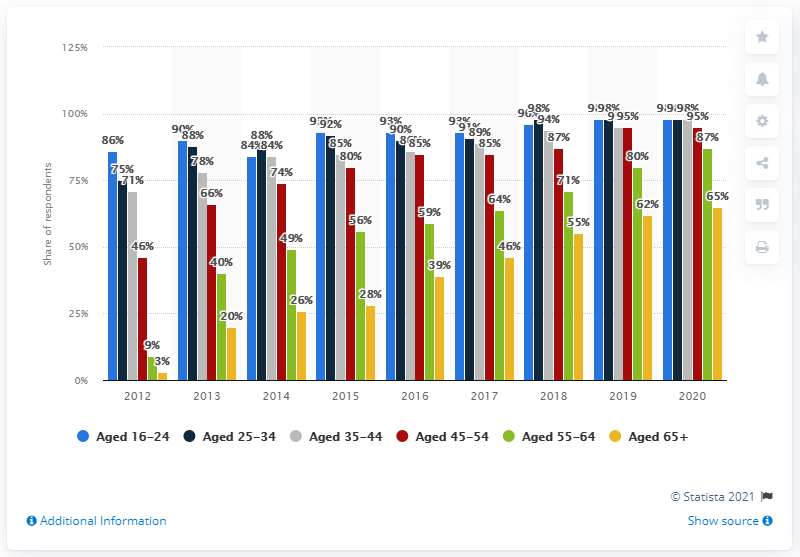 125%
100%
75%
50%
25%
0%
Share of respondents
86% 75% 71% 46% 9% 3%
90% 88% 78% 66% 40% 20%
84% 88% 84% 74% 49% 26%
92% 85% 80% 56% 28%
93% 90% 85% 59% 39%
93% 91% 89% 85% 64% 46%
96% 98% 94% 87% 71% 55%
98% 95% 80% 62%
98% 95% 87% 65%
2012 2013 2014 2015 2016 2017 2018 2019 2020
Aged 16-24 Aged 25-34 Aged 35-44 Aged 45-54 Aged 55-64 Aged 65+
© Statista 2021
Additional Information
Show source